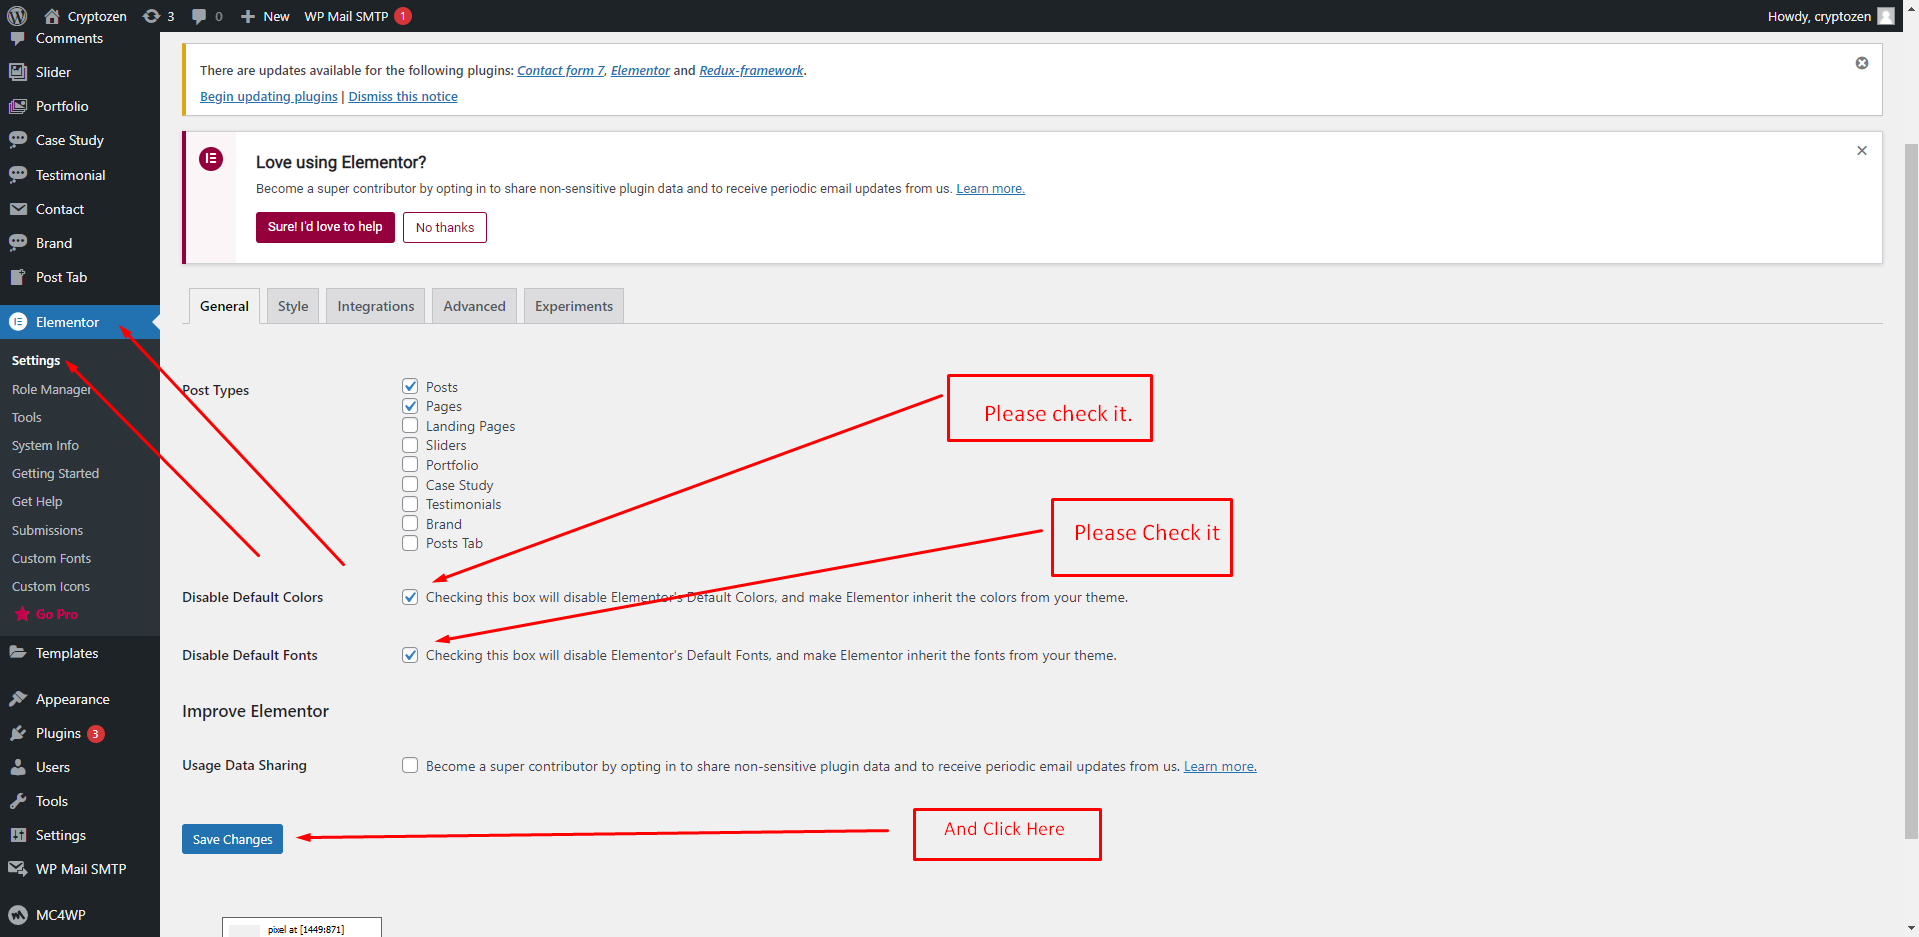 Cryptozen 3 0 New WP Mail SMTP 1 Howdy, cryptozen
Comments
Slider
Portfolio
Case Study
Testimonial
Contact
Brand
Post Tab
Elementor
Settings
Role Manager
Tools
System Info
Getting Started
Get Help
Submissions
Custom Fonts
Custom Icons
Go Pro
Templates
Appearance
Plugins 3
Users
Tools
Settings
WP Mail SMTP
MC4WP
There are updates available for the following plugins: Contact form 7, Elementor and Redux-framework.
Begin updating plugins | Dismiss this notice
Love using Elementor?
Become a super contributor by opting in to share non-sensitive plugin data and to receive periodic email updates from us. Learn more.
Sure! I'd love to help No thanks
General Style Integrations Advanced Experiments
Post Types
Posts
Pages
Landing Pages
Sliders
Portfolio
Case Study
Testimonials
Brand
Posts Tab
Please check it.
Please Check it
Disable Default Colors Checking this box will disable Elementor's Default Colors, and make Elementor inherit the colors from your theme.
Disable Default Fonts Checking this box will disable Elementor's Default Fonts, and make Elementor inherit the fonts from your theme.
Improve Elementor
Usage Data Sharing Become a super contributor by opting in to share non-sensitive plugin data and to receive periodic email updates from us. Learn more.
Save Changes
And Click Here
pixel at [1449:871]